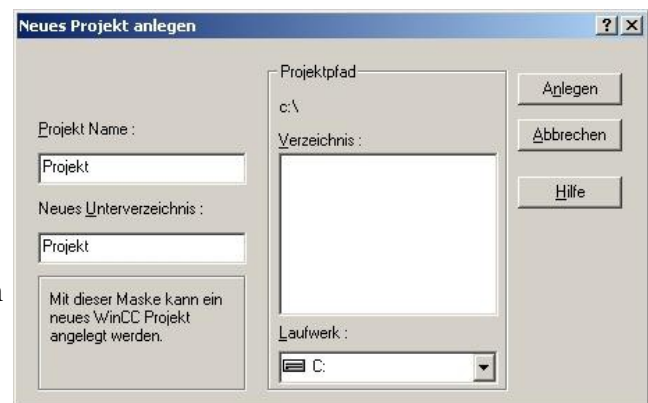 Neues Projekt anlegen
Projekt Name :
Projekt
Neues Unterverzeichnis :
Projekt
Mit dieser Maske kann ein
neues WinCC Projekt
angelegt werden.
Projektpfad
c:\
Verzeichnis :
Laufwerk :
C:
Anlegen
Abbrechen
Hilfe